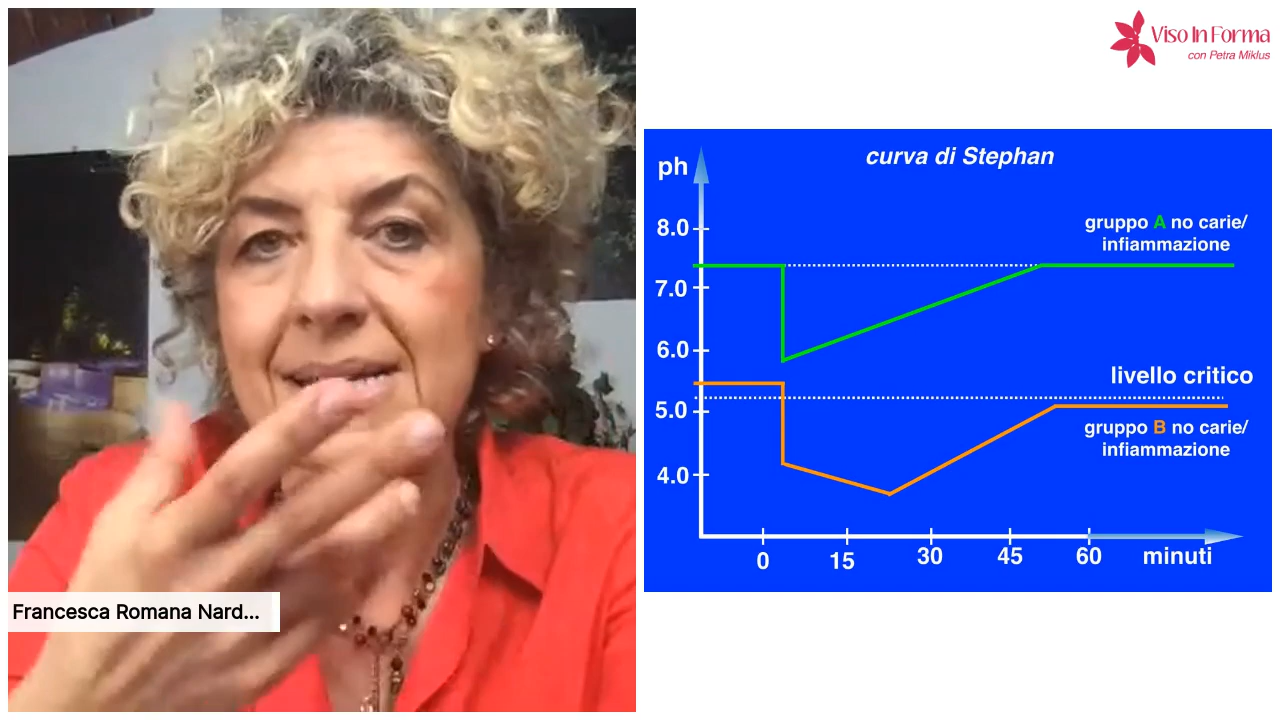 Viso In Forma
con Petra Miklus
curva di Stephan
ph
8.0
7.0
6.0
5.0
4.0
gruppo A no carie/
infiammazione
livello critico
gruppo B no carie/
infiammazione
0 15 30 45 60 minuti
Francesca Romana Nard...